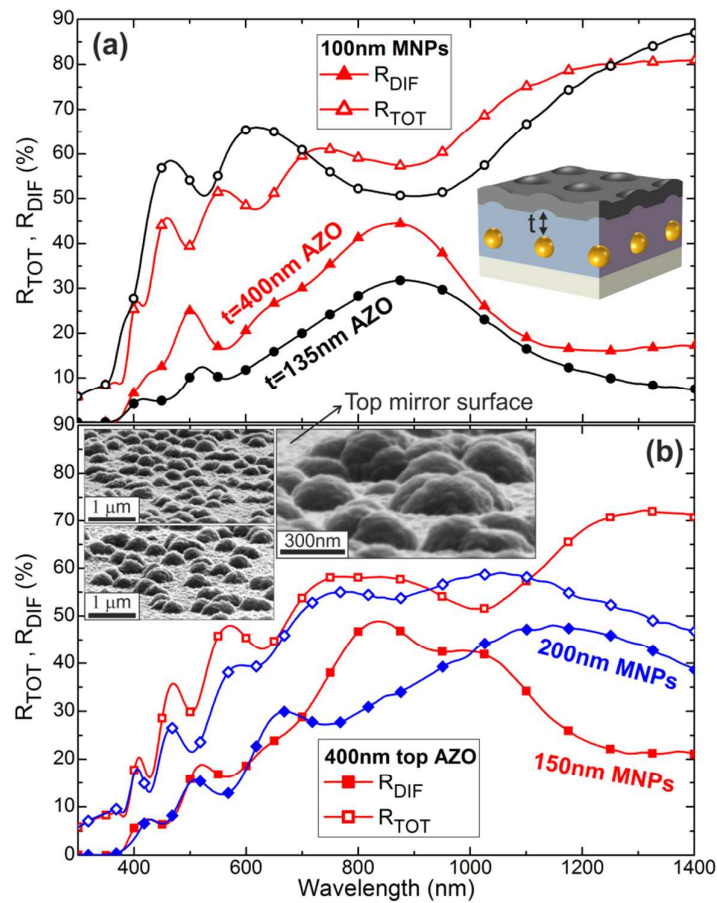 (a)
100nm MNPs
R_DIF
R_TOT
R_TOT , R_DIF (%)
90
80
70
60
50
40
30
20
10
t
t=400nm AZO
t=135nm AZO
Top mirror surface
(b)
1 μm
1 μm
300nm
R_TOT, R_DIF (%)
90
80
70
60
50
40
30
20
10
0
200nm MNPs
150nm MNPs
400nm top AZO
R_DIF
R_TOT
400 600 800 1000 1200 1400
Wavelength (nm)